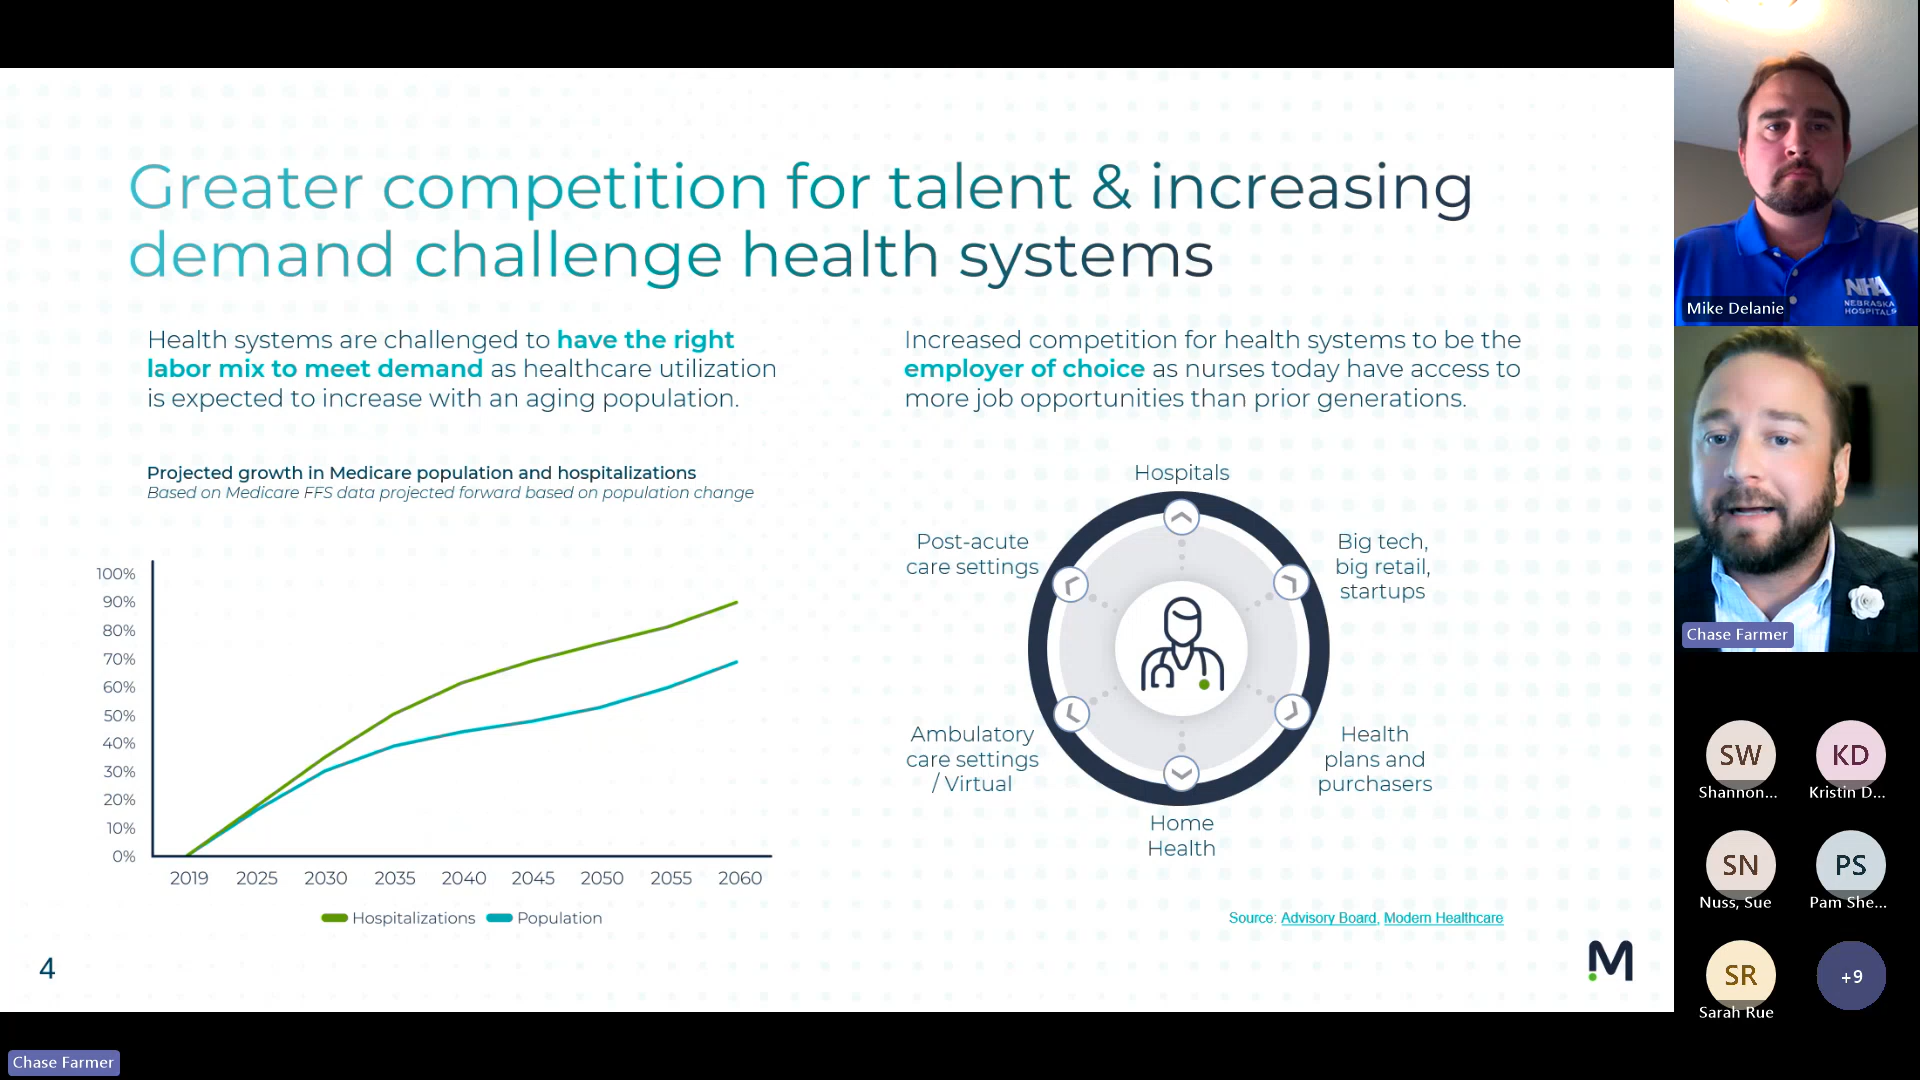 Greater competition for talent & increasing
demand challenge health systems
Health systems are challenged to have the right
labor mix to meet demand as healthcare utilization
is expected to increase with an aging population.
Projected growth in Medicare population and hospitalizations
Based on Medicare FFS data projected forward based on population change
100%
90%
80%
70%
60%
50%
40%
30%
20%
10%
0%
2019 2025 2030 2035 2040 2045 2050 2055 2060
Hospitalizations Population
Increased competition for health systems to be the
employer of choice as nurses today have access to
more job opportunities than prior generations.
Hospitals
Post-acute
care settings
Big tech,
big retail,
startups
Ambulatory
care settings
/ Virtual
Health
plans and
purchasers
Home
Health
Source: Advisory Board, Modern Healthcare
4
M
NHA
NEBRASKA
HOSPITALS
Mike Delanie
Chase Farmer
SW
Shannon...
KD
Kristin D...
SN
Nuss, Sue
PS
Pam She...
SR
Sarah Rue
+9
Chase Farmer